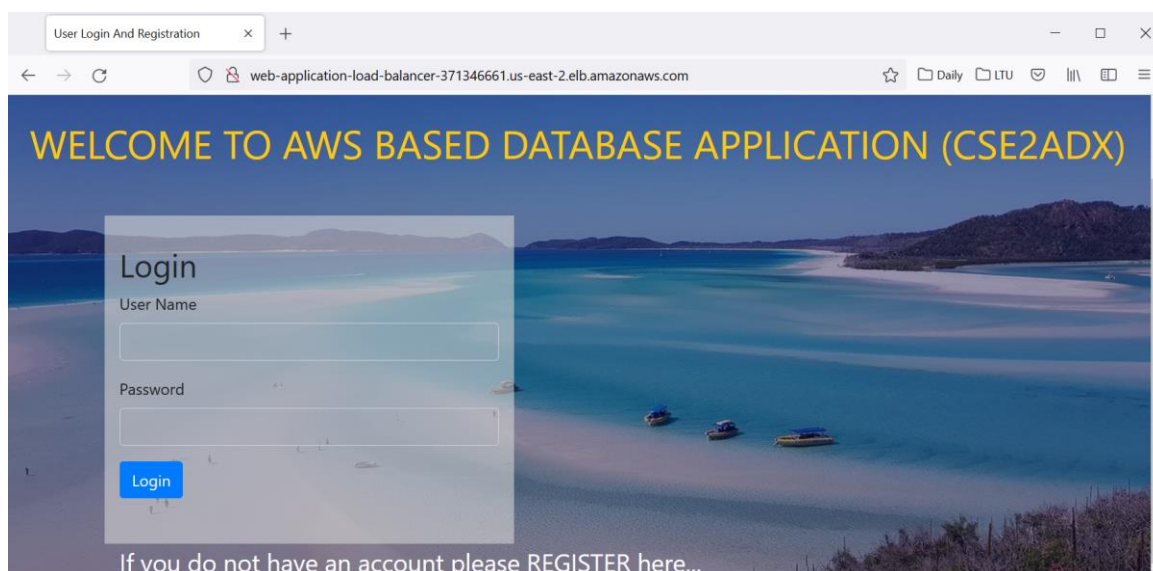 User Login And Registration
web-application-load-balancer-371346661.us-east-2.elb.amazonaws.com
Daily
LTU
WELCOME TO AWS BASED DATABASE APPLICATION (CSE2ADX)
Login
User Name
Password
Login
If you do not have an account please REGISTER here...